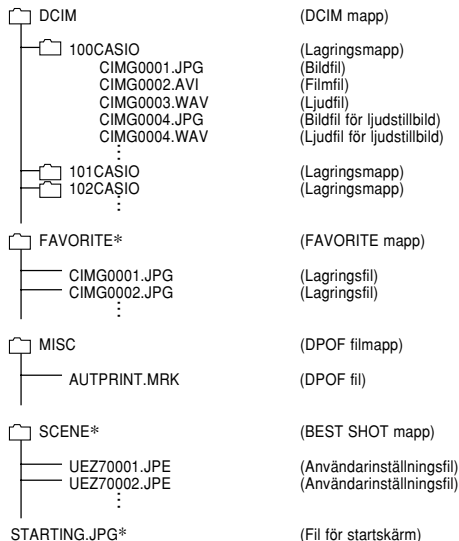 DCIM (DCIM mapp)
100CASIO (Lagringsmapp)
CIMG0001.JPG (Bildfil)
CIMG0002.AVI (Filmfil)
CIMG0003.WAV (Ljudfil)
CIMG0004.JPG (Bildfil för ljudstillbild)
CIMG0004.WAV (Ljudfil för ljudstillbild)
101CASIO (Lagringsmapp)
102CASIO (Lagringsmapp)
FAVORITE* (FAVORITE mapp)
CIMG0001.JPG (Lagringsfil)
CIMG0002.JPG (Lagringsfil)
MISC (DPOF filmapp)
AUTPRINT.MRK (DPOF fil)
SCENE* (BEST SHOT mapp)
UEZ70001.JPE (Användarinställningsfil)
UEZ70002.JPE (Användarinställningsfil)
STARTING.JPG* (Fil för startskärm)